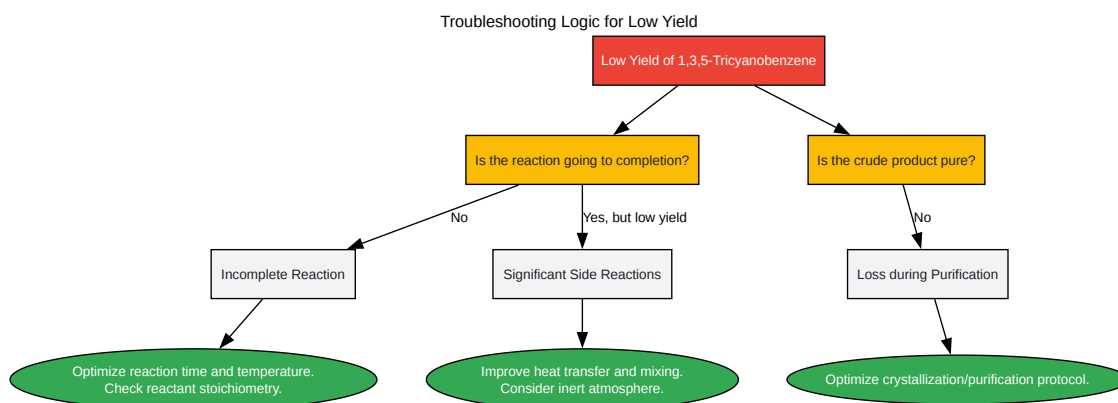 Troubleshooting Logic for Low Yield
Low Yield of 1,3,5-Tricyanobenzene
Is the reaction going to completion?
Is the crude product pure?
No
Yes, but low yield
No
Incomplete Reaction
Significant Side Reactions
Loss during Purification
Optimize reaction time and temperature.
Check reactant stoichiometry.
Improve heat transfer and mixing.
Consider inert atmosphere.
Optimize crystallization/purification protocol.